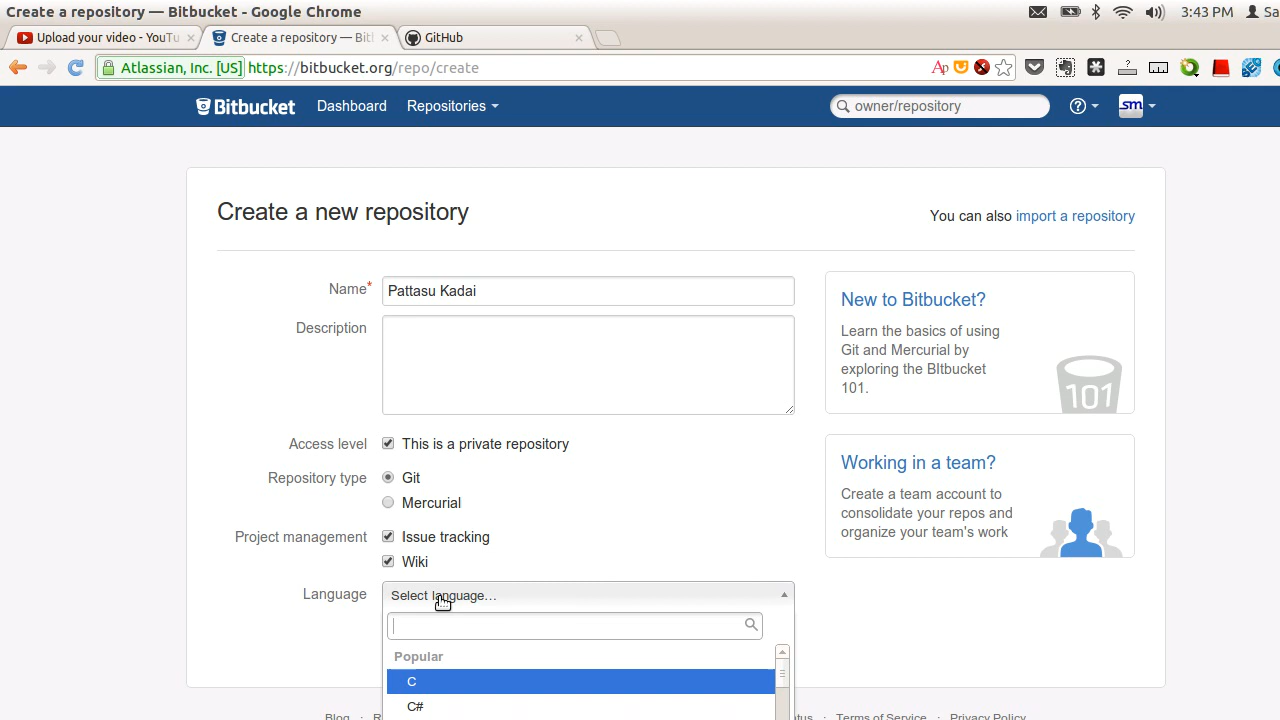 Create a repository — Bitbucket - Google Chrome
3:43 PM
Sa
Upload your video - YouTu
Create a repository — Bit
GitHub
Atlassian, Inc. [US] https://bitbucket.org/repo/create
Bitbucket
Dashboard
Repositories
owner/repository
sm
Create a new repository
You can also import a repository
Name*
Pattasu Kadai
Description
Access level
This is a private repository
Repository type
Git
Mercurial
Project management
Issue tracking
Wiki
Language
Select language...
Popular
C
C#
New to Bitbucket?
Learn the basics of using
Git and Mercurial by
exploring the BItbucket
101.
101
Working in a team?
Create a team account to
consolidate your repos and
organize your team's work
Blog · R
Terms of Service · Privacy Policy